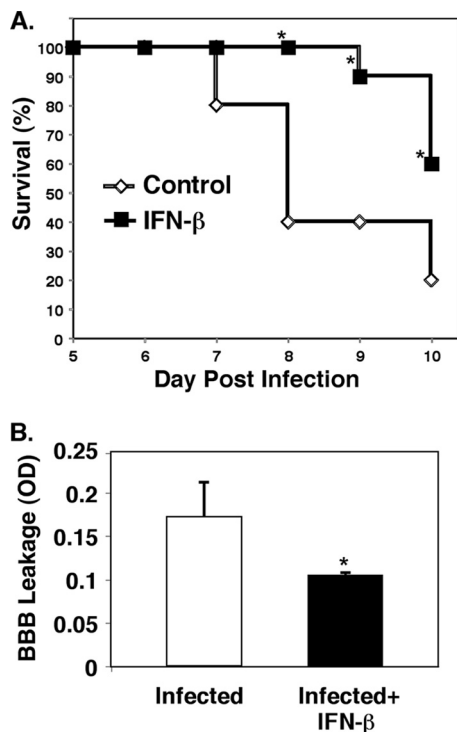 A.
Survival (%)
100
90
80
70
60
50
40
30
20
10
0
*
*
*
Control
IFN-β
5 6 7 8 9 10
Day Post Infection
B.
BBB Leakage (OD)
0.25
0.2
0.15
0.1
0.05
0
*
Infected
Infected+
IFN-β